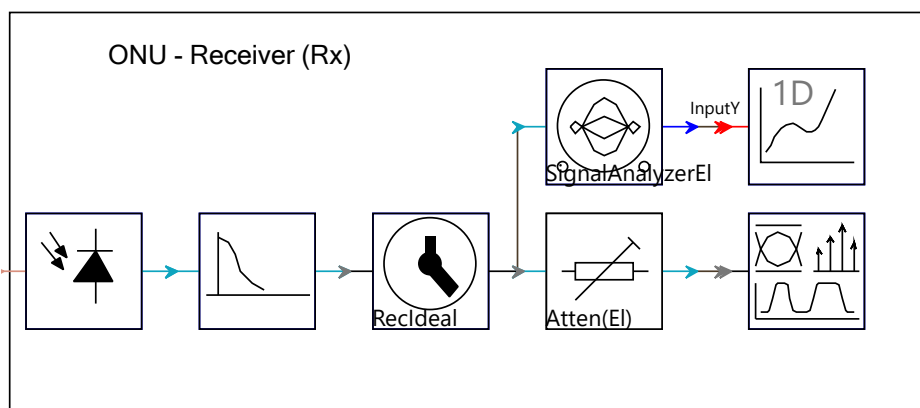 ONU - Receiver (Rx)
1D
InputY
SignalAnalyzerEl
RecIdeal
Atten(El)